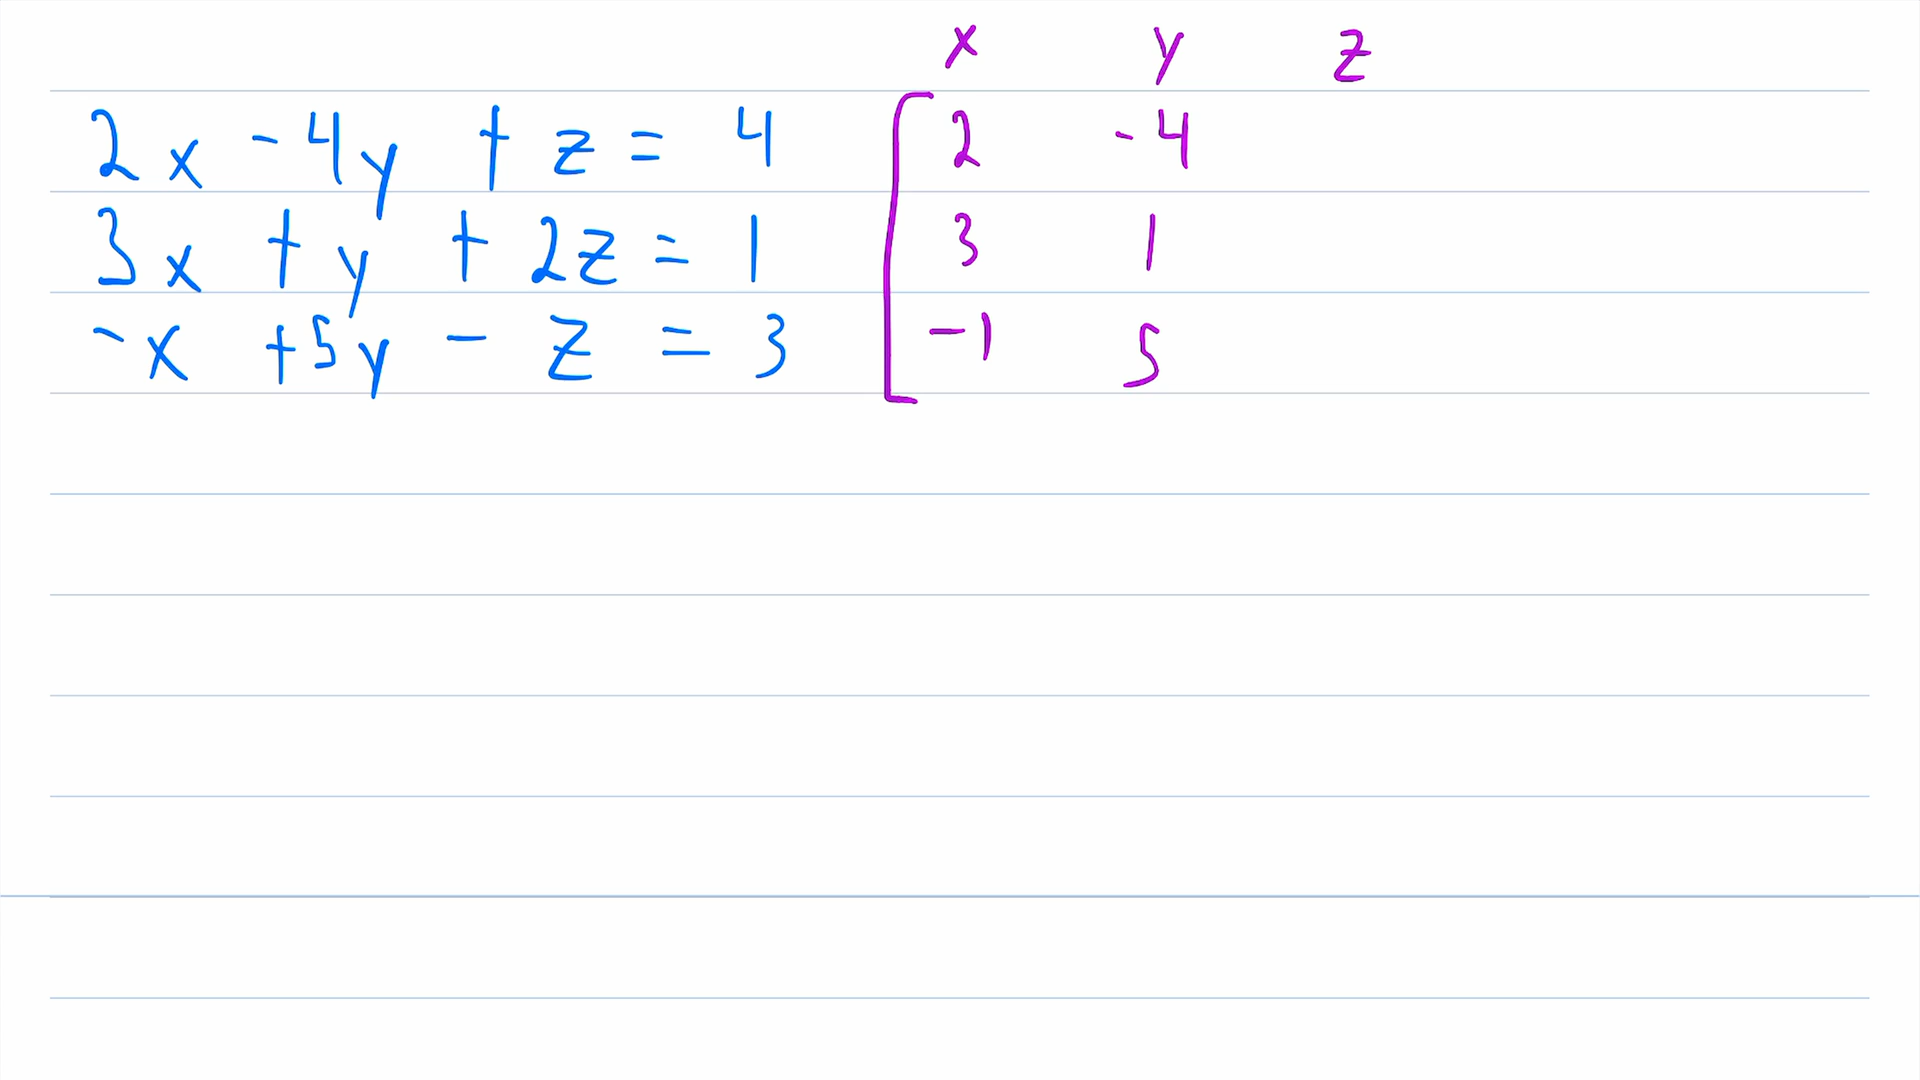 x y z
2x -4y + z = 4 [ 2 -4
3x + y + 2z = 1 3 1
-x +5y - z = 3 -1 5